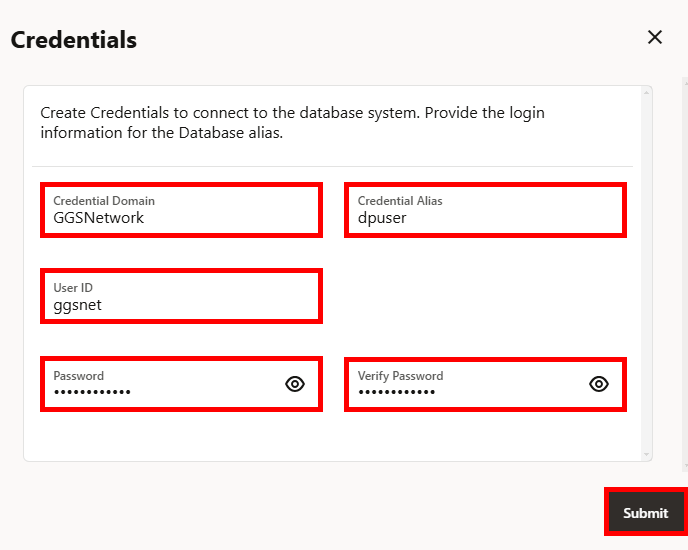 Credentials
Create Credentials to connect to the database system. Provide the login
information for the Database alias.
Credential Domain
GGSNetwork
Credential Alias
dpuser
User ID
ggsnet
Password
••••••••••••
Verify Password
••••••••••••
Submit